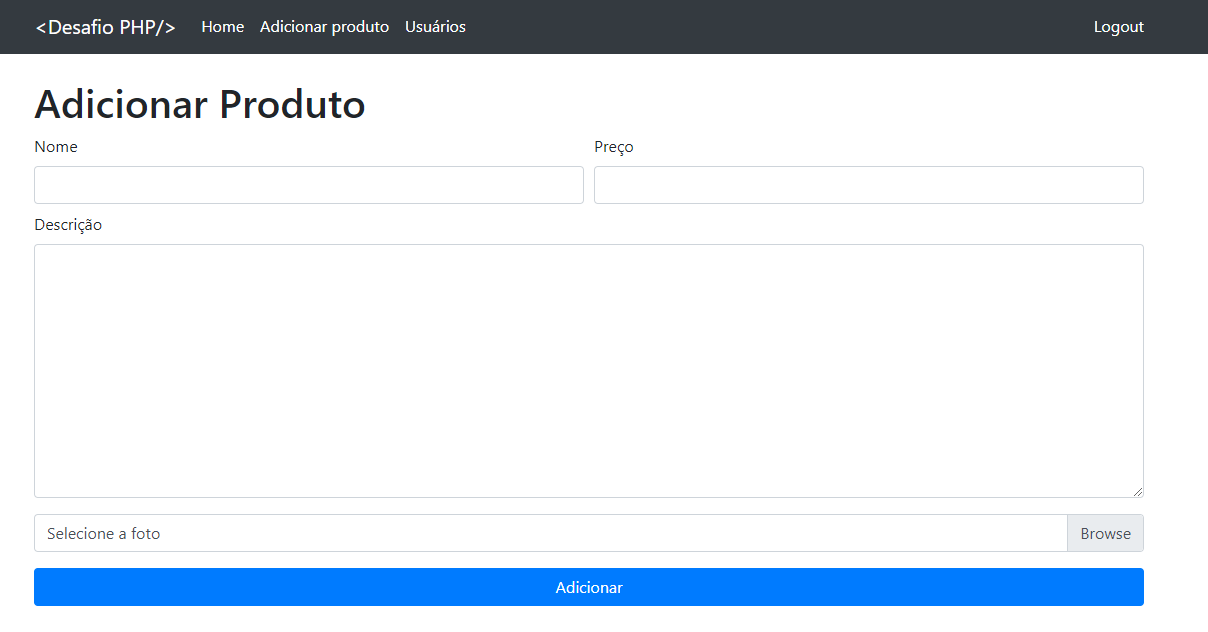 <Desafio PHP/> Home Adicionar produto Usuários Logout
Adicionar Produto
Nome Preço
Descrição
Selecione a foto Browse
Adicionar